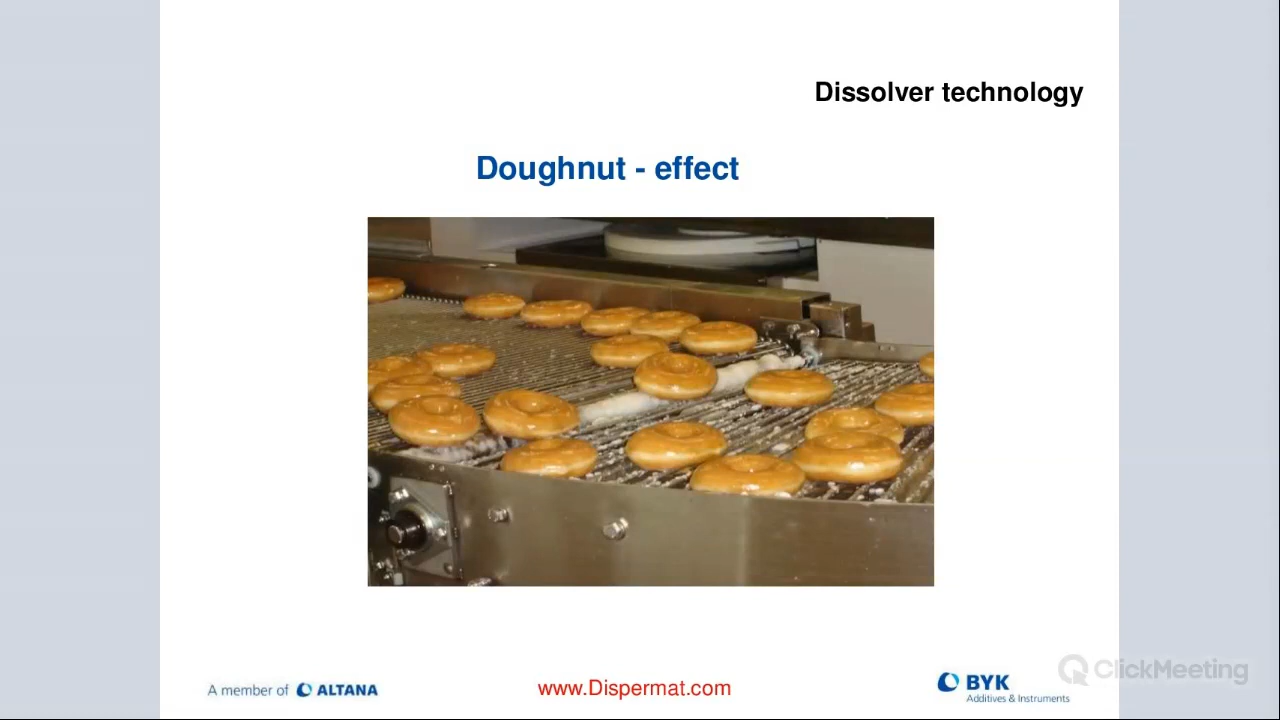 Dissolver technology
Doughnut - effect
A member of ALTANA
www.Dispermat.com
BYK
Additives & Instruments
ClickMeeting